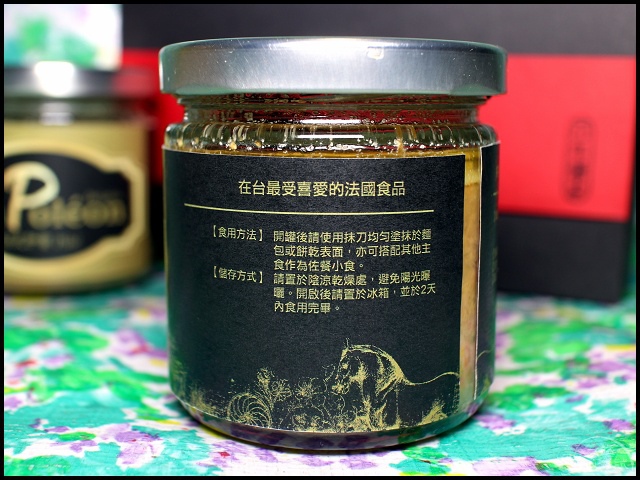 在台最受喜愛的法國食品
【食用方法】 開罐後請使用抹刀均勻塗抹於麵
包或餅乾表面，亦可搭配其他主
食作為佐餐小食。
【儲存方式】 請置於陰涼乾燥處，避免陽光曝
曬。開啟後請置於冰箱，並於2天
內食用完畢。